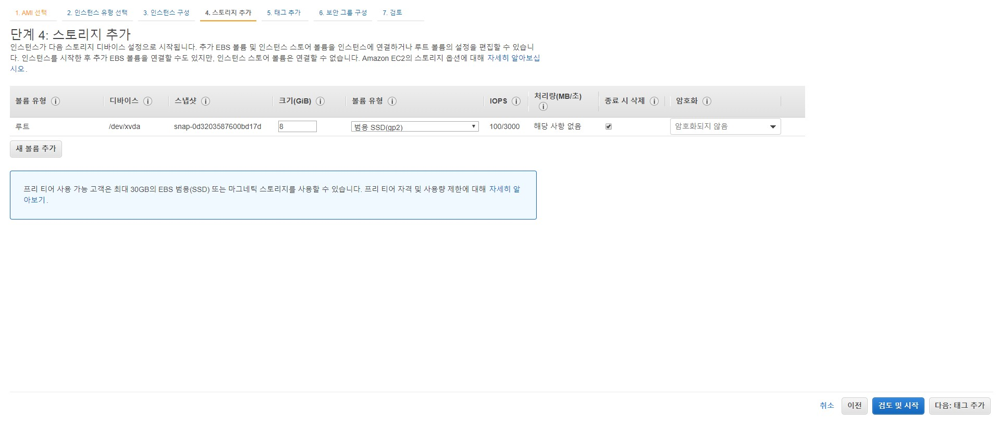 1. AMI 선택 2. 인스턴스 유형 선택 3. 인스턴스 구성 4. 스토리지 추가 5. 태그 추가 6. 보안 그룹 구성 7. 검토
단계 4: 스토리지 추가
인스턴스가 다음 스토리지 디바이스 설정으로 시작됩니다. 추가 EBS 볼륨 및 인스턴스 스토어 볼륨을 인스턴스에 연결하거나 루트 볼륨의 설정을 편집할 수 있습니
다. 인스턴스를 시작한 후 추가 EBS 볼륨을 연결할 수도 있지만, 인스턴스 스토어 볼륨은 연결할 수 없습니다. Amazon EC2의 스토리지 옵션에 대해 자세히 알아보십
시오.
볼륨 유형 디바이스 스냅샷 크기(GiB) 볼륨 유형 IOPS 처리량(MB/초) 종료 시 삭제 암호화
루트 /dev/xvda snap-0d3203587600bd17d 8 범용 SSD(gp2) 100/3000 해당 사항 없음 암호화되지 않음
새 볼륨 추가
프리 티어 사용 가능 고객은 최대 30GB의 EBS 범용(SSD) 또는 마그네틱 스토리지를 사용할 수 있습니다. 프리 티어 자격 및 사용량 제한에 대해 자세히 알
아보기.
취소 이전 검토 및 시작 다음: 태그 추가